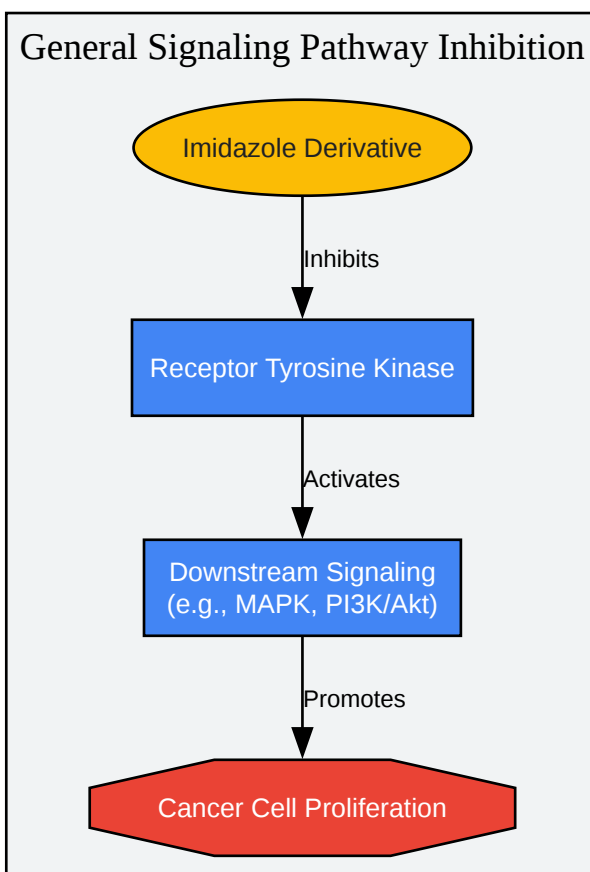 General Signaling Pathway Inhibition
Imidazole Derivative
Inhibits
Receptor Tyrosine Kinase
Activates
Downstream Signaling
(e.g., MAPK, PI3K/Akt)
Promotes
Cancer Cell Proliferation